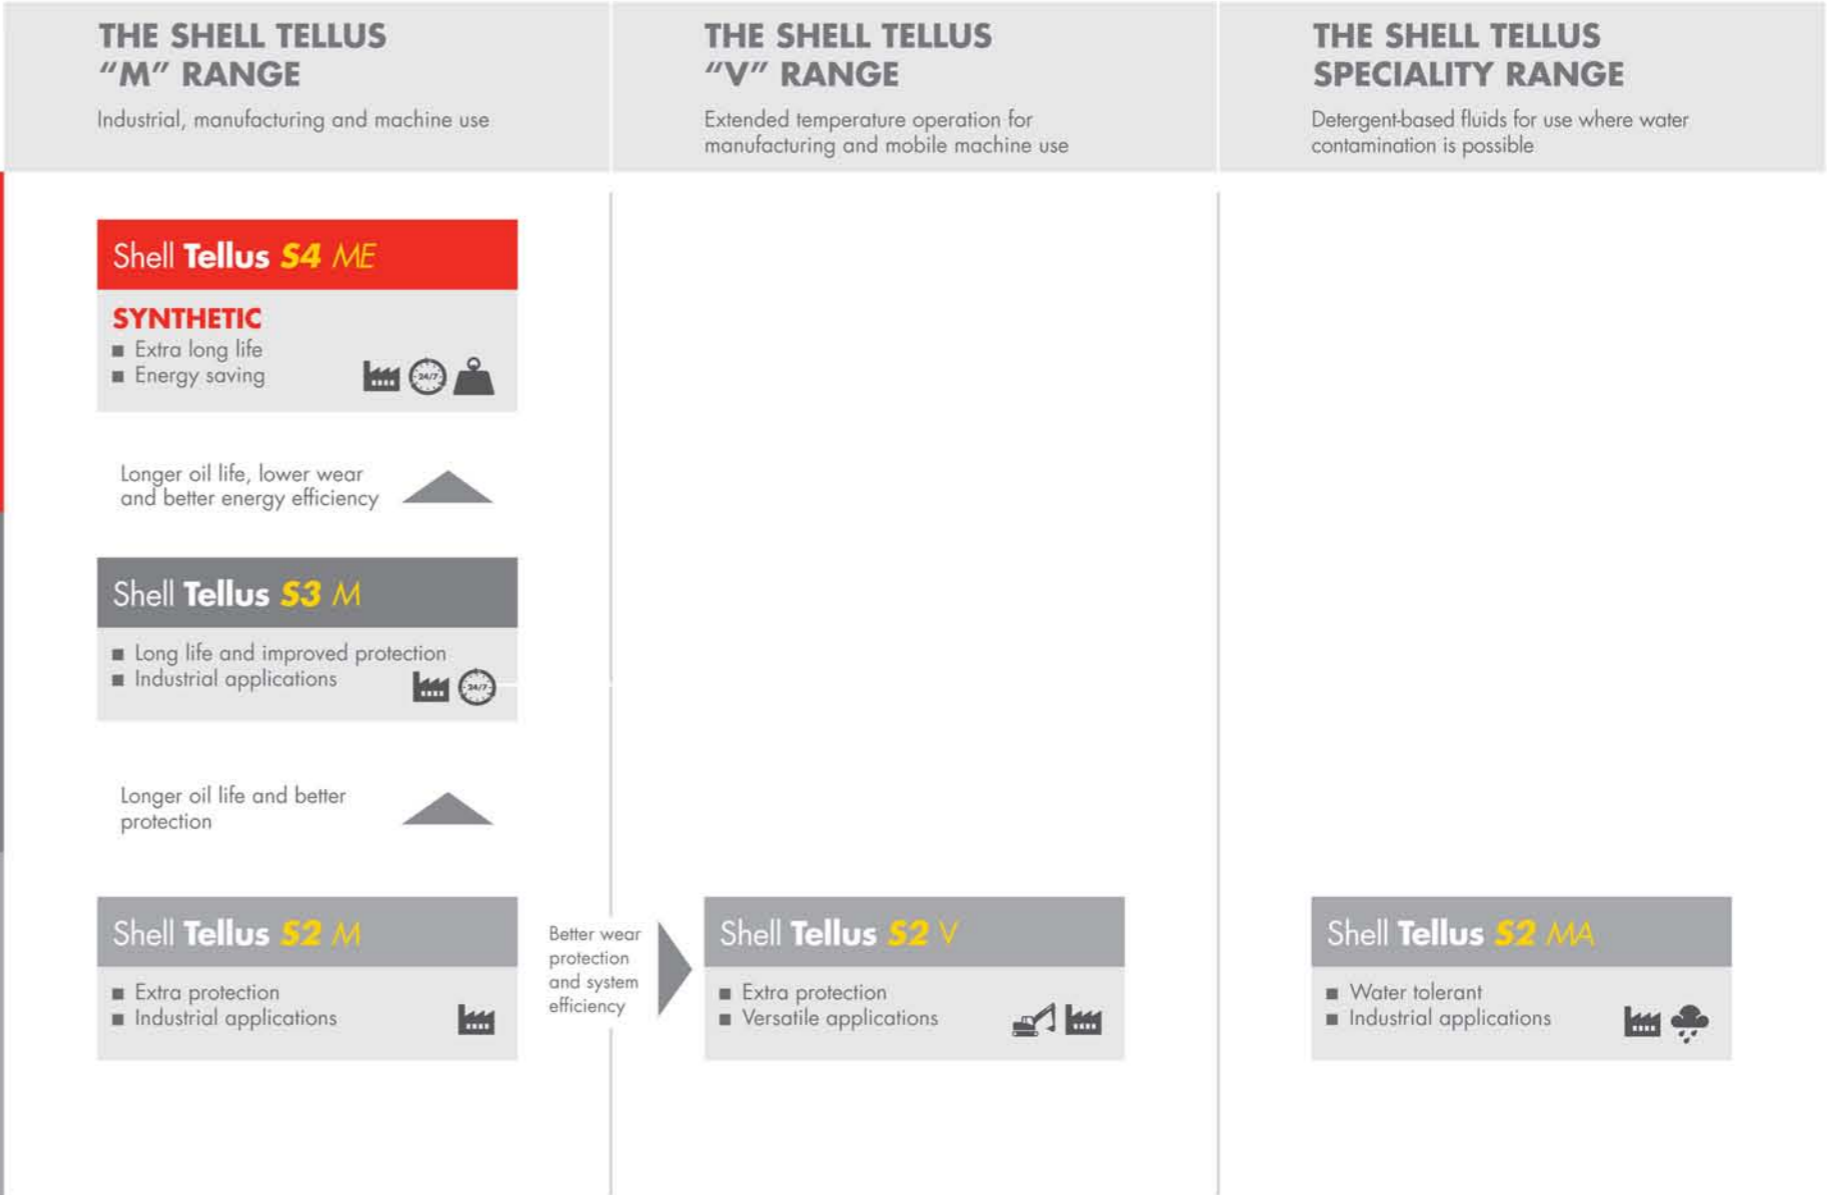 THE SHELL TELLUS
“M” RANGE
Industrial, manufacturing and machine use
THE SHELL TELLUS
“V” RANGE
Extended temperature operation for
manufacturing and mobile machine use
THE SHELL TELLUS
SPECIALITY RANGE
Detergent-based fluids for use where water
contamination is possible
Shell Tellus S4 ME
SYNTHETIC
■ Extra long life
■ Energy saving
24/7
Longer oil life, lower wear
and better energy efficiency
Shell Tellus S3 M
■ Long life and improved protection
■ Industrial applications
24/7
Longer oil life and better
protection
Shell Tellus S2 M
■ Extra protection
■ Industrial applications
Better wear
protection
and system
efficiency
Shell Tellus S2 V
■ Extra protection
■ Versatile applications
Shell Tellus S2 MA
■ Water tolerant
■ Industrial applications